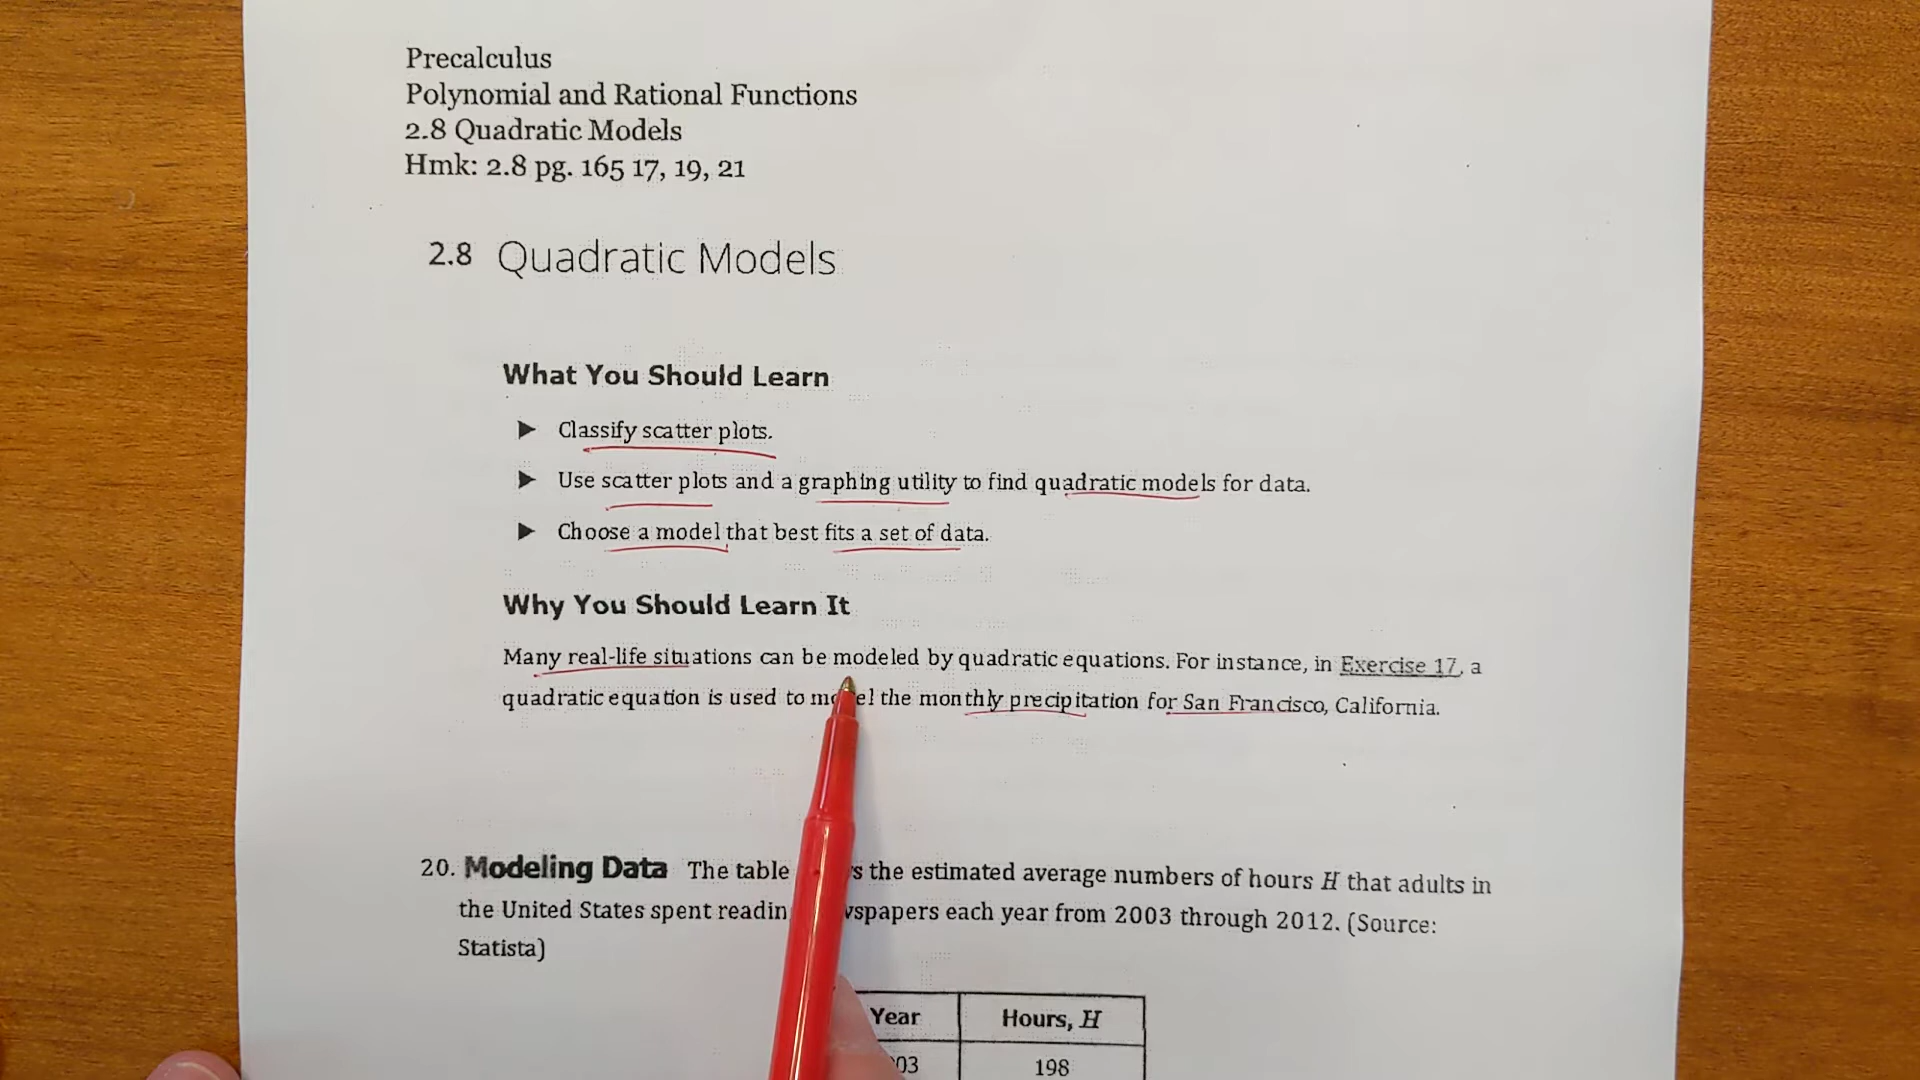 Precalculus
Polynomial and Rational Functions
2.8 Quadratic Models
Hmk: 2.8 pg. 165 17, 19, 21
2.8 Quadratic Models
What You Should Learn
▶ Classify scatter plots.
▶ Use scatter plots and a graphing utility to find quadratic models for data.
▶ Choose a model that best fits a set of data.
Why You Should Learn It
Many real-life situations can be modeled by quadratic equations. For instance, in Exercise 17, a
quadratic equation is used to the monthly precipitation for San Francisco, California.
20. Modeling Data The table the estimated average numbers of hours H that adults in
the United States spent each year from 2003 through 2012. (Source:
Statista)
Year Hours, H
198